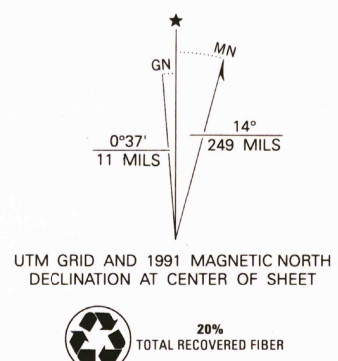 MN
GN
0°37'
11 MILS
14°
249 MILS
UTM GRID AND 1991 MAGNETIC NORTH
DECLINATION AT CENTER OF SHEET
20%
TOTAL RECOVERED FIBER